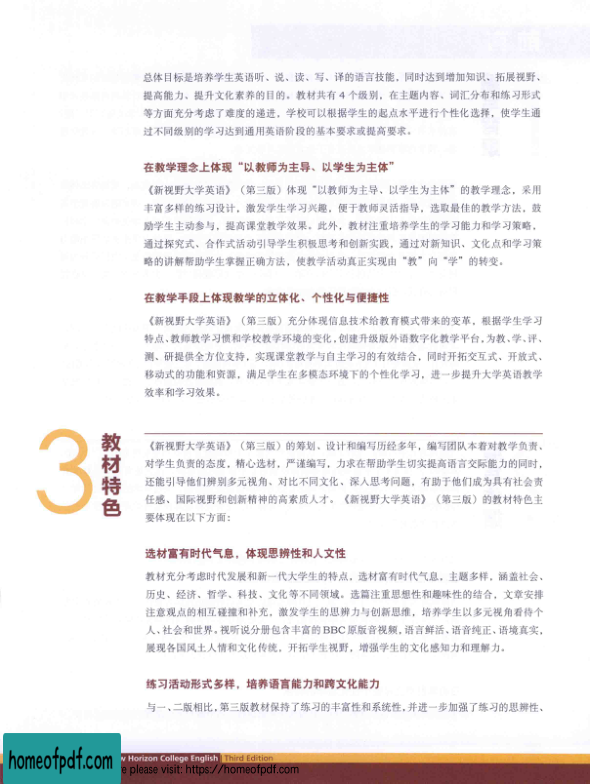 总体目标是培养学生英语听、说、读、写、译的语言技能，同时达到增加知识、拓展视野、
提高能力、提升文化素养的目的。教材共有 4 个级别，在主题内容、词汇分布和练习形式
等方面充分考虑了难度的递进，学校可以根据学生的起点水平进行个性化选择，使学生通
过不同级别的学习达到通用英语阶段的基本要求或提高要求。
在教学理念上体现“以教师为主导、以学生为主体”
《新视野大学英语》（第三版）体现“以教师为主导、以学生为主体”的教学理念，采用
丰富多样的练习设计，激发学生学习兴趣，便于教师灵活指导，选取最佳的教学方法，鼓
励学生主动参与，提高课堂教学效果。此外，教材注重培养学生的学习能力和学习策略，
通过探究式、合作式活动引导学生积极思考和创新实践，通过对新知识、文化点和学习策
略的讲解帮助学生掌握正确方法，使教学活动真正实现由“教”向“学”的转变。
在教学手段上体现教学的立体化、个性化与便捷性
《新视野大学英语》（第三版）充分体现信息技术给教育模式带来的变革，根据学生学习
特点、教师教学习惯和学校教学环境的变化，创建升级版外语数字化教学平台，为教、学、评、
测、研提供全方位支持，实现课堂教学与自主学习的有效结合，同时开拓交互式、开放式、
移动式的功能和资源，满足学生在多模态环境下的个性化学习，进一步提升大学英语教学
效率和学习效果。
3 教材特色
《新视野大学英语》（第三版）的筹划、设计和编写历经多年，编写团队本着对教学负责、
对学生负责的态度，精心选材，严谨编写，力求在帮助学生切实提高语言交际能力的同时，
还能引导他们辨别多元视角、对比不同文化、深入思考问题，有助于他们成为具有社会责
任感、国际视野和创新精神的高素质人才。《新视野大学英语》（第三版）的教材特色主
要体现在以下方面：
选材富有时代气息，体现思辨性和人文性
教材充分考虑时代发展和新一代大学生的特点，选材富有时代气息，主题多样，涵盖社会、
历史、经济、哲学、科技、文化等不同领域。选篇注重思想性和趣味性的结合，文章安排
注意观点的相互碰撞和补充，激发学生的思辨力与创新思维，培养学生以多元视角看待个
人、社会和世界。视听说分册包含丰富的 BBC 原版音视频，语言鲜活、语音纯正、语境真实，
展现各国风土人情和文化传统，开拓学生视野，增强学生的文化感知力和理解力。
练习活动形式多样，培养语言能力和跨文化能力
与一、二版相比，第三版教材保持了练习的丰富性和系统性，并进一步加强了练习的思辨性、
Horizon College English Third Edition
homeofpdf.com
please visit: https://homeofpdf.com